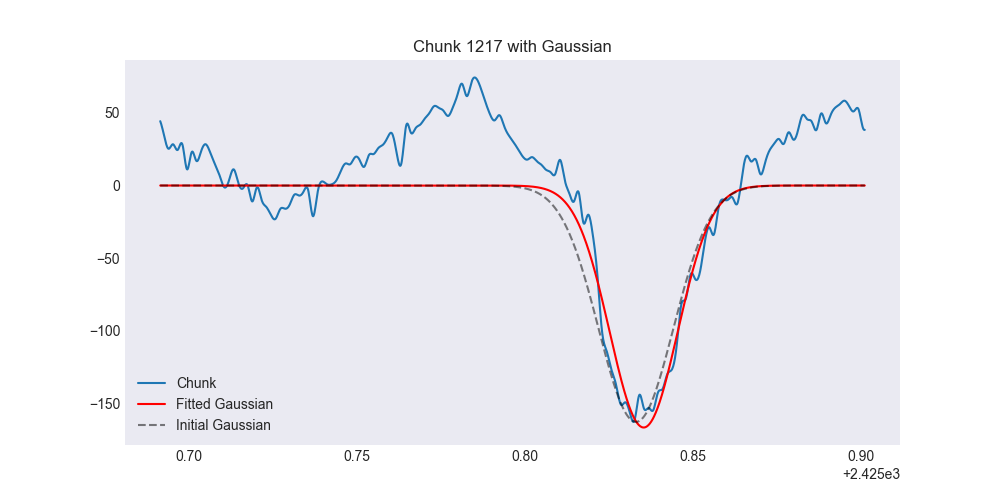 Chunk 1217 with Gaussian
50
0
−50
−100
−150
Chunk
Fitted Gaussian
Initial Gaussian
0.70 0.75 0.80 0.85 0.90
+2.425e3